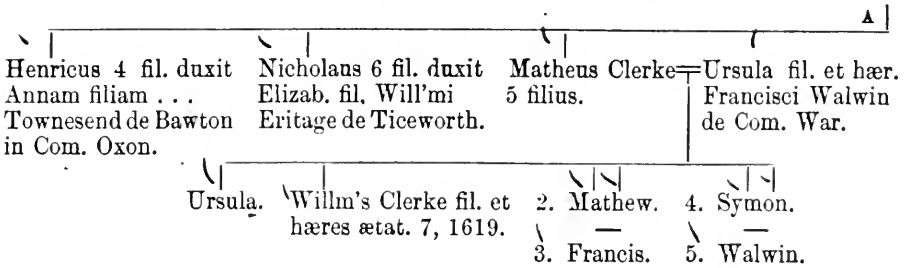 A
Henricus 4 fil. duxit
Annam filiam . . .
Townesend de Bawton
in Com. Oxon.
Nicholaus 6 fil. duxit
Elizab. fil. Will'mi
Eritage de Ticeworth.
Matheus Clerke
5 filius.
Ursula fil. et hær.
Francisci Walwin
de Com. War.
Ursula.
Willm's Clerke fil. et
hæres ætat. 7, 1619.
2. Mathew.
3. Francis.
4. Symon.
5. Walwin.